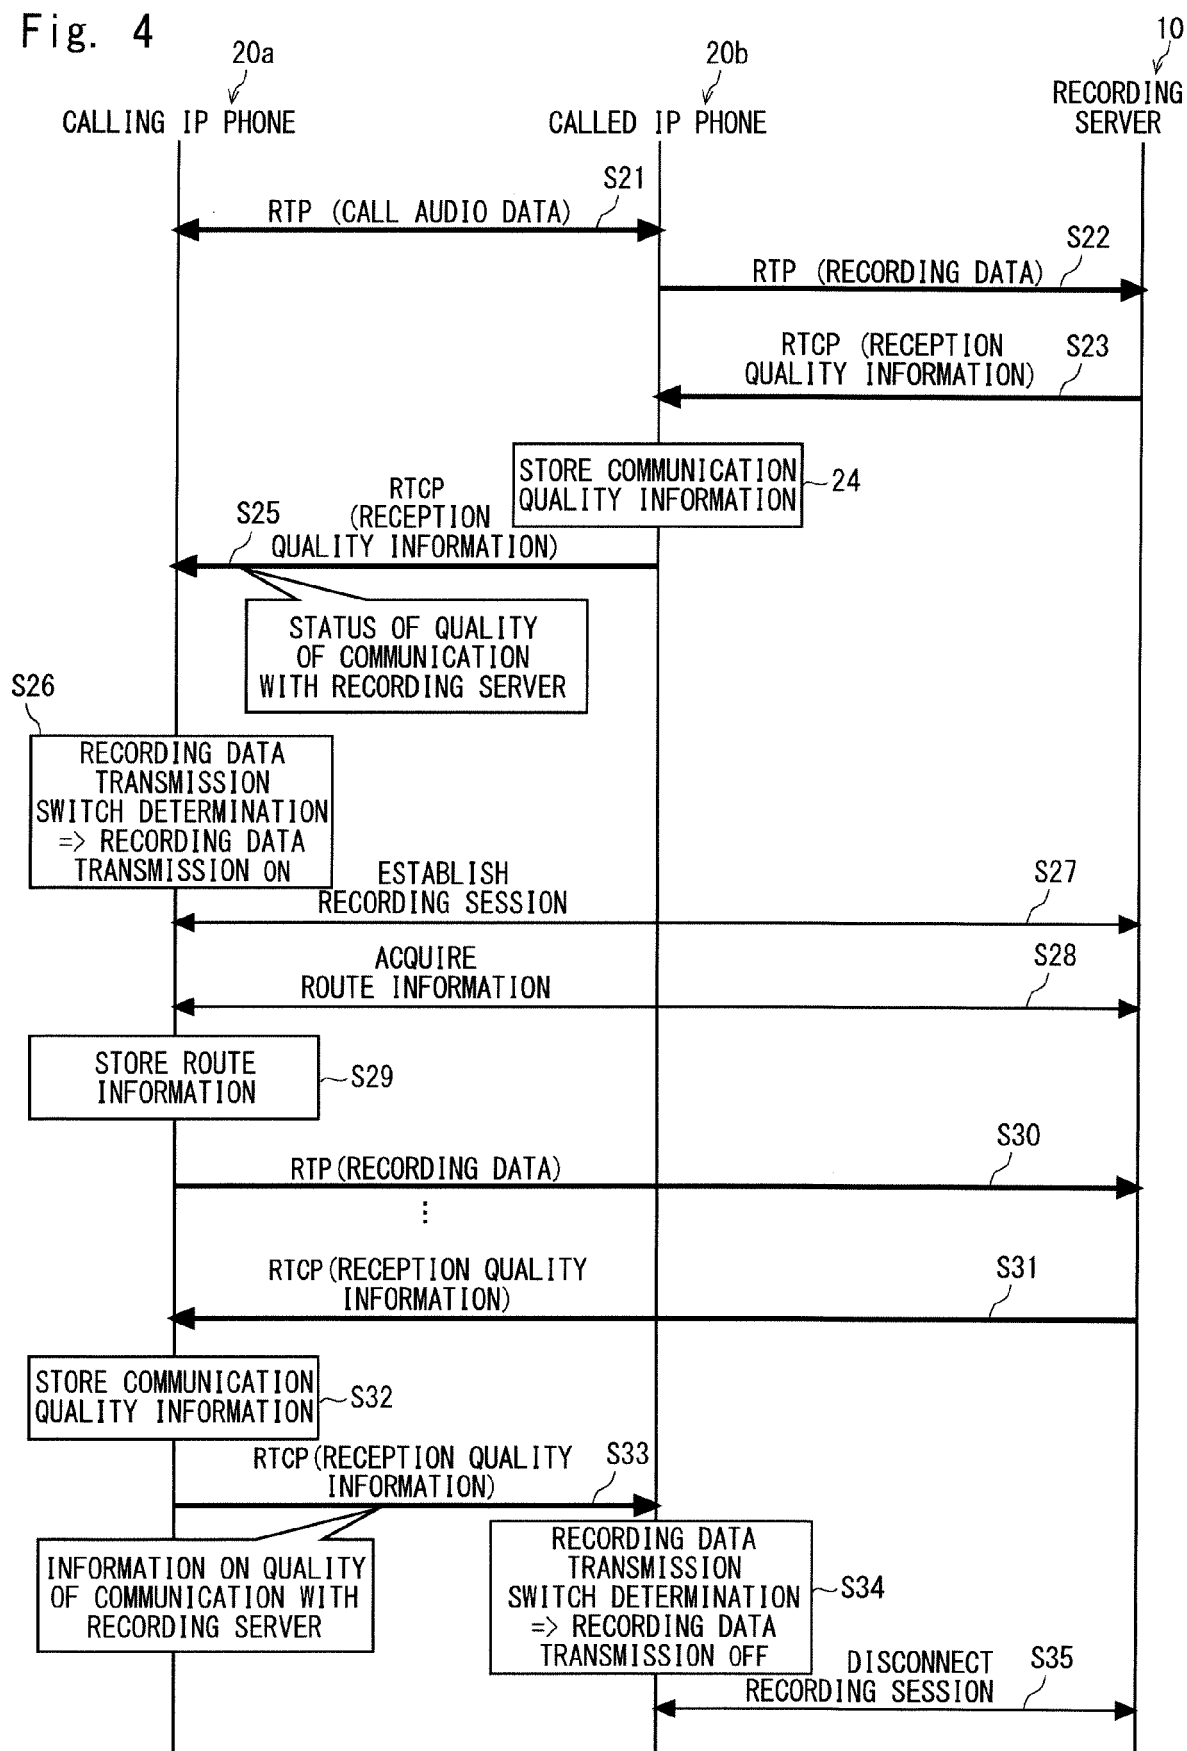 Fig. 4
20a
20b
10
CALLING IP PHONE
CALLED IP PHONE
RECORDING
SERVER
S21
RTP (CALL AUDIO DATA)
S22
RTP (RECORDING DATA)
RTCP (RECEPTION
QUALITY INFORMATION)
S23
STORE COMMUNICATION
QUALITY INFORMATION
24
S25
RTCP
(RECEPTION
QUALITY INFORMATION)
STATUS OF QUALITY
OF COMMUNICATION
WITH RECORDING SERVER
S26
RECORDING DATA
TRANSMISSION
SWITCH DETERMINATION
=> RECORDING DATA
TRANSMISSION ON
ESTABLISH
RECORDING SESSION
S27
ACQUIRE
ROUTE INFORMATION
S28
STORE ROUTE
INFORMATION
S29
S30
RTP(RECORDING DATA)
⋮
RTCP(RECEPTION QUALITY
INFORMATION)
S31
STORE COMMUNICATION
QUALITY INFORMATION
S32
RTCP(RECEPTION QUALITY
INFORMATION)
S33
INFORMATION ON QUALITY
OF COMMUNICATION WITH
RECORDING SERVER
RECORDING DATA
TRANSMISSION
SWITCH DETERMINATION
=> RECORDING DATA
TRANSMISSION OFF
S34
DISCONNECT
RECORDING SESSION
S35